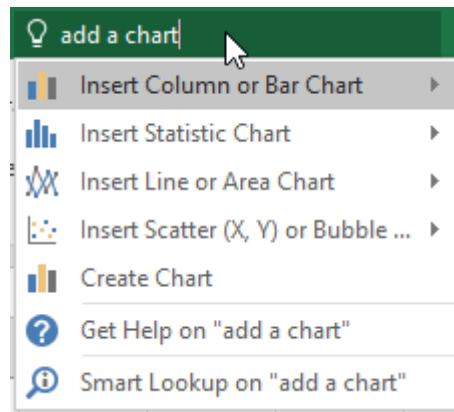 add a chart
Insert Column or Bar Chart
Insert Statistic Chart
Insert Line or Area Chart
Insert Scatter (X, Y) or Bubble ...
Create Chart
Get Help on "add a chart"
Smart Lookup on "add a chart"